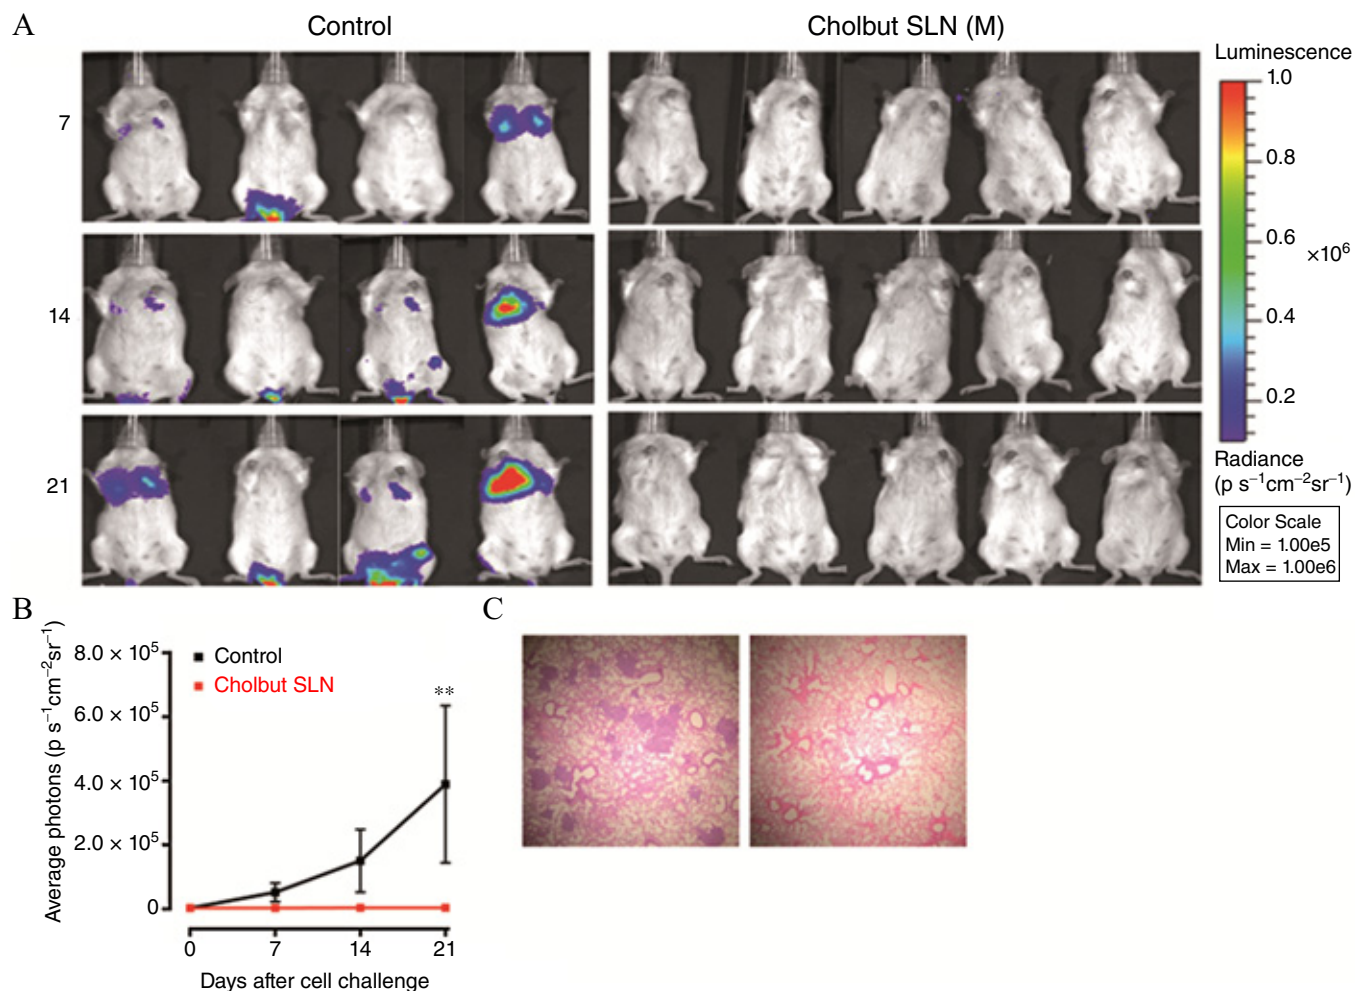 A
Control
Cholbut SLN (M)
Luminescence
7
14
21
1.0
0.8
0.6
×10⁶
0.4
0.2
Radiance
(p s⁻¹cm⁻²sr⁻¹)
Color Scale
Min = 1.00e5
Max = 1.00e6
B
Average photons (p s⁻¹cm⁻²sr⁻¹)
8.0 × 10⁵
6.0 × 10⁵
4.0 × 10⁵
2.0 × 10⁵
0
Control
Cholbut SLN
**
0 7 14 21
Days after cell challenge
C